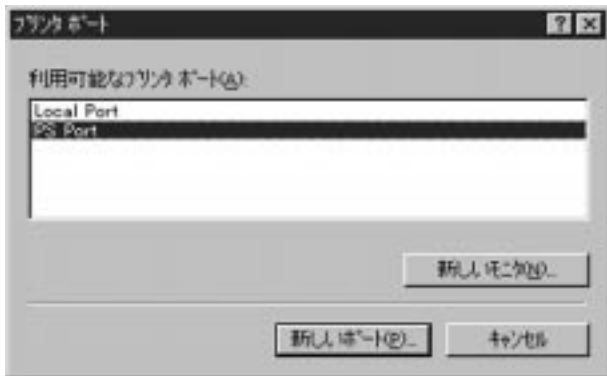 プリンタ ポート
利用可能なプリンタ ポート(A):
Local Port
PS Port
新しいモニタ(N)...
新しいポート(P)...
キャンセル